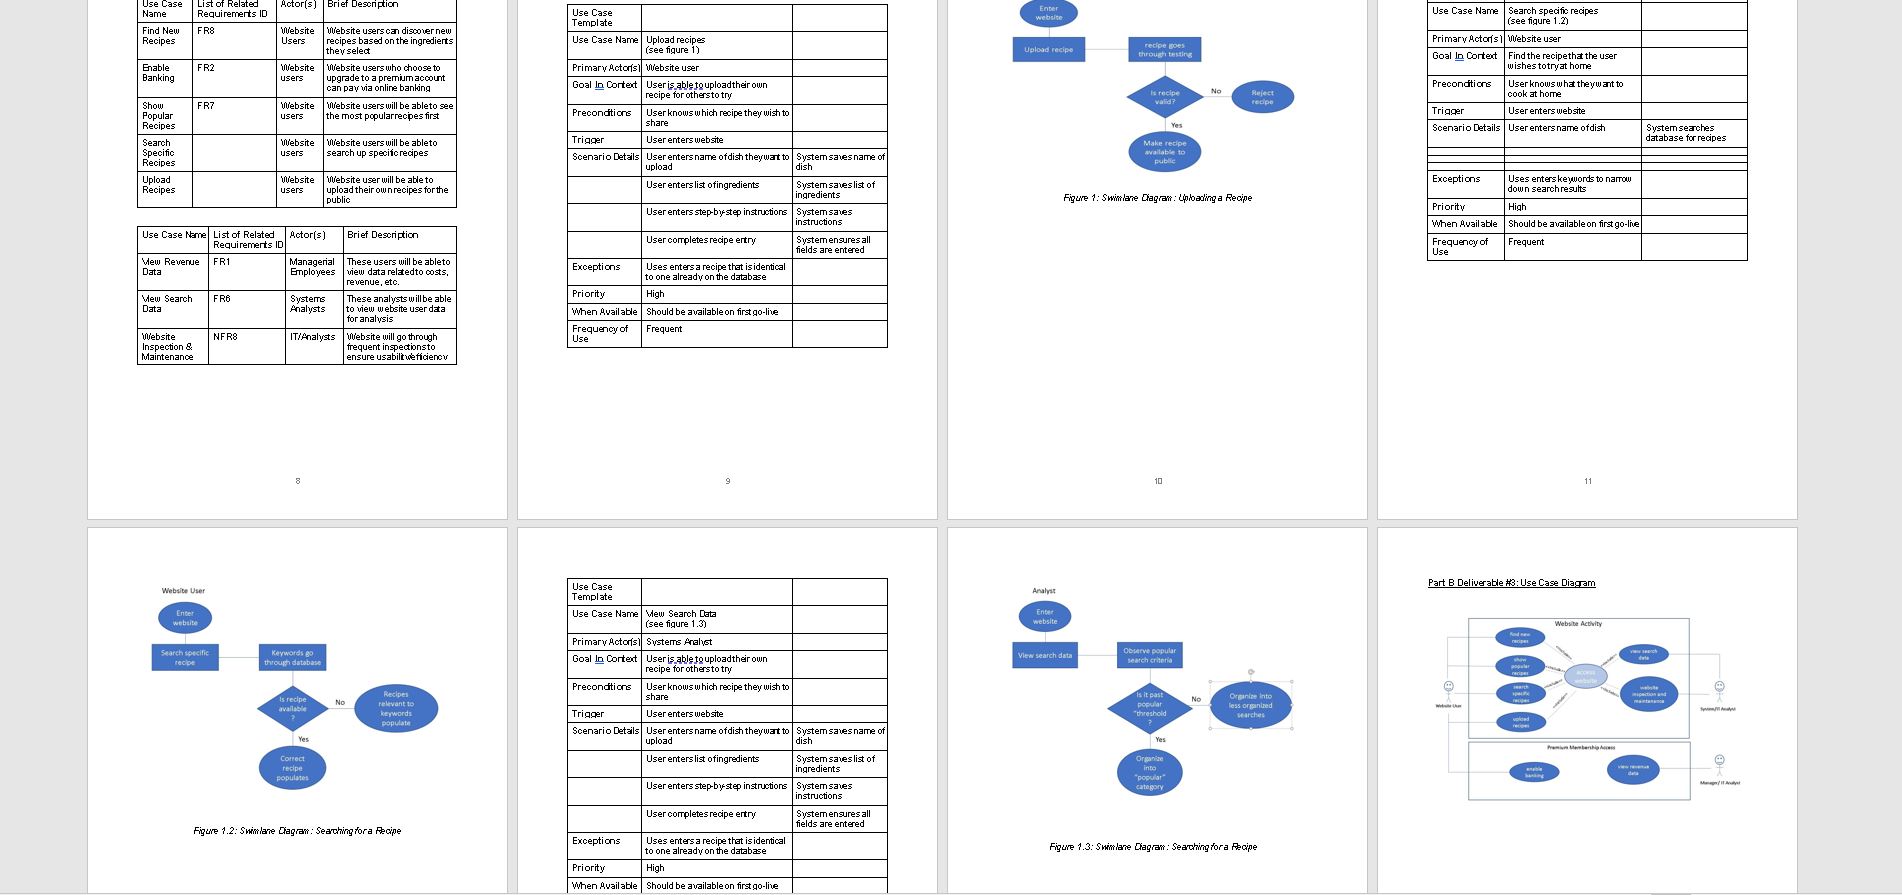 Use Case
Name
List of Related
Requirements ID
Actor(s)
Brief Description
Find New
Recipes
FR8
Website
Users
Website users can discover new
recipes based on the ingredients
they select
Enable
Banking
FR2
Website
users
Website users who choose to
upgrade to a premium account
can pay via online banking
Show
Popular
Recipes
FR7
Website
users
Website users will be able to see
the most popular recipes first
Search
Specific
Recipes
Website
users
Website users will be able to
search up specific recipes
Upload
Recipes
Website
users
Website user will be able to
upload their own recipes for the
public
Use Case Name
List of Related
Requirements ID
Actor(s)
Brief Description
View Revenue
Data
FR1
Managerial
Employees
These users will be able to
view data related to costs,
revenue, etc.
View Search
Data
FR6
Systems
Analysts
These analysts will be able
to view website user data
for analysis
Website
Inspection &
Maintenance
NFR8
IT/Analysts
Website will go through
frequent inspections to
ensure usability/efficiency
8
Use Case
Template
Use Case Name
Upload recipes
(see figure 1)
Primary Actor(s)
Website user
Goal In Context
User is able to upload their own
recipe for others to try
Preconditions
User knows which recipe they wish to
share
Trigger
User enters website
Scenario Details
User enters name of dish they want to
upload
System saves name of
dish
User enters list of ingredients
System saves list of
ingredients
User enters step-by-step instructions
System saves
instructions
User completes recipe entry
System ensures all
fields are entered
Exceptions
Uses enters a recipe that is identical
to one already on the database
Priority
High
When Available
Should be available on first go-live
Frequency of
Use
Frequent
9
Enter
website
Upload recipe
recipe goes
through testing
Is recipe
valid?
No
Reject
recipe
Yes
Make recipe
available to
public
Figure 1: Swimlane Diagram: Uploading a Recipe
10
Use Case Name
Search specific recipes
(see figure 1.2)
Primary Actor(s)
Website user
Goal In Context
Find the recipe that the user
wishes to try at home
Preconditions
User knows what they want to
cook at home
Trigger
User enters website
Scenario Details
User enters name of dish
System searches
database for recipes
Exceptions
Uses enters keywords to narrow
down search results
Priority
High
When Available
Should be available on first go-live
Frequency of
Use
Frequent
11
Website User
Enter
website
Search specific
recipe
Keywords go
through database
Is recipe
available
?
No
Recipes
relevant to
keywords
populate
Yes
Correct
recipe
populates
Figure 1.2: Swimlane Diagram: Searching for a Recipe
Use Case
Template
Use Case Name
View Search Data
(see figure 1.3)
Primary Actor(s)
Systems Analyst
Goal In Context
User is able to upload their own
recipe for others to try
Preconditions
User knows which recipe they wish to
share
Trigger
User enters website
Scenario Details
User enters name of dish they want to
upload
System saves name of
dish
User enters list of ingredients
System saves list of
ingredients
User enters step-by-step instructions
System saves
instructions
User completes recipe entry
System ensures all
fields are entered
Exceptions
Uses enters a recipe that is identical
to one already on the database
Priority
High
When Available
Should be available on first go-live
Analyst
Enter
website
View search data
Observe popular
search criteria
Is it past
popular
"threshold
?
No
Organize into
less organized
searches
Yes
Organize
into
"popular"
category
Figure 1.3: Swimlane Diagram: Searching for a Recipe
Part B Deliverable #3: Use Case Diagram
Website Activity
find new
recipes
show
popular
recipes
search
specific
recipes
upload
recipes
access
website
view search
data
website
inspection and
maintenance
Website User
System/IT Analyst
Premium Membership Access
enable
banking
view revenue
data
Manager/ IT Analyst